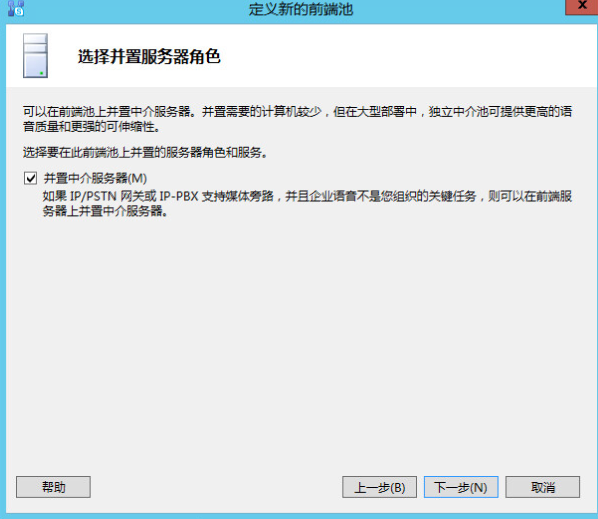 定义新的前端池
选择并置服务器角色
可以在前端池上并置中介服务器。并置需要的计算机较少，但在大型部署中，独立中介池可提供更高的语
音质量和更强的可伸缩性。
选择要在此前端池上并置的服务器角色和服务。
并置中介服务器(M)
如果 IP/PSTN 网关或 IP-PBX 支持媒体旁路，并且企业语音不是您组织的关键任务，则可以在前端服
务器上并置中介服务器。
帮助
上一步(B)
下一步(N)
取消